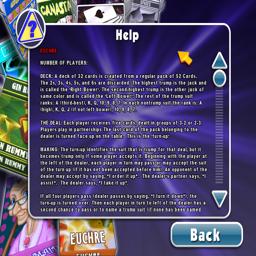 CANASTA
Help
EUCHRE
NUMBER OF PLAYERS:
DECK: A deck of 32 cards is created from a regular pack of 52 Cards.
The 2s, 3s, 4s, 5s, and 6s are discarded. The highest trump is the jack and
is called the 'Right Bower'. The second-highest trump is the other jack of
same color and is called the 'Left Bower'. The rest of the trump suit
ranks: A third-best, K, Q, 10, 9, 8, 7. In each nontrump suit the rank is: A
(high), K, Q, J (if not left bower), 10, 9, 8, 7.
THE DEAL: Each player receives five cards, dealt in groups of 3-2 or 2-3
Players play in partnerships The last card of the pack belonging to the
dealer is turned face up on the table. This is the turn-up.
MAKING: The turn-up identifies the suit that is trump for that deal, but it
becomes trump only if some player accepts it. Beginning with the player at
the left of the dealer, each player in turn may pass or may accept the suit
of the turn-up if it has not been accepted before him. An opponent of the
dealer may accept by saying, "I order it up". The dealer's partner says, "I
assist". The dealer says, "I take it up".
If all four players pass (dealer passes by saying, "I turn it down"), the
turn-up is turned over. Then each player in turn to left of the dealer has a
second chance to pass or to name a trump suit if none has been named
EUCHRE
Back